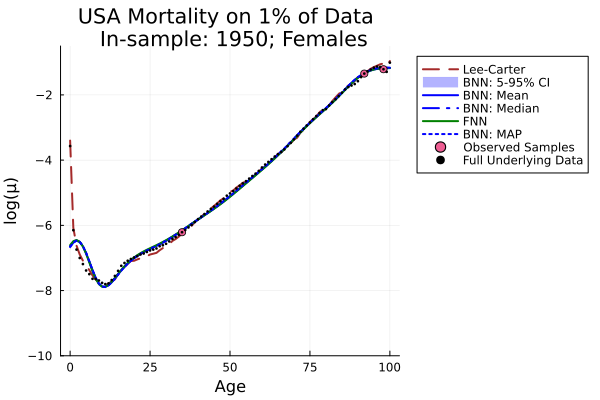 USA Mortality on 1% of Data
In-sample: 1950; Females
log(μ)
−2
−4
−6
−8
−10
0
25
50
75
100
Age
Lee-Carter
BNN: 5-95% CI
BNN: Mean
BNN: Median
FNN
BNN: MAP
Observed Samples
Full Underlying Data